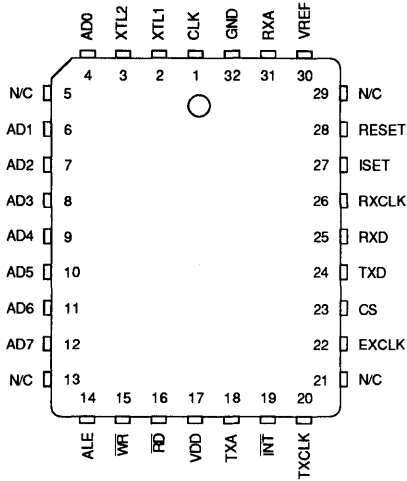 AD0 XTL2 XTL1 CLK GND RXA VREF
4 3 2 1 32 31 30
N/C 5 29 N/C
AD1 6 28 RESET
AD2 7 27 ISET
AD3 8 26 RXCLK
AD4 9 25 RXD
AD5 10 24 TXD
AD6 11 23 CS
AD7 12 22 EXCLK
N/C 13 21 N/C
14 15 16 17 18 19 20
ALE W̅R̅ R̅D̅ VDD TXA I̅N̅T̅ TXCLK